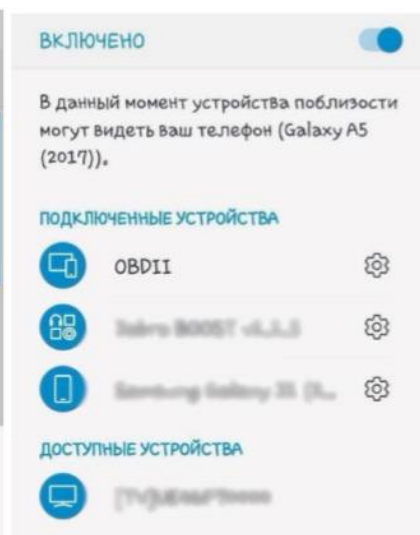 ВКЛЮЧЕНО
В данный момент устройства поблизости
могут видеть ваш телефон (Galaxy A5
(2017)).
ПОДКЛЮЧЕННЫЕ УСТРОЙСТВА
OBDII
ДОСТУПНЫЕ УСТРОЙСТВА